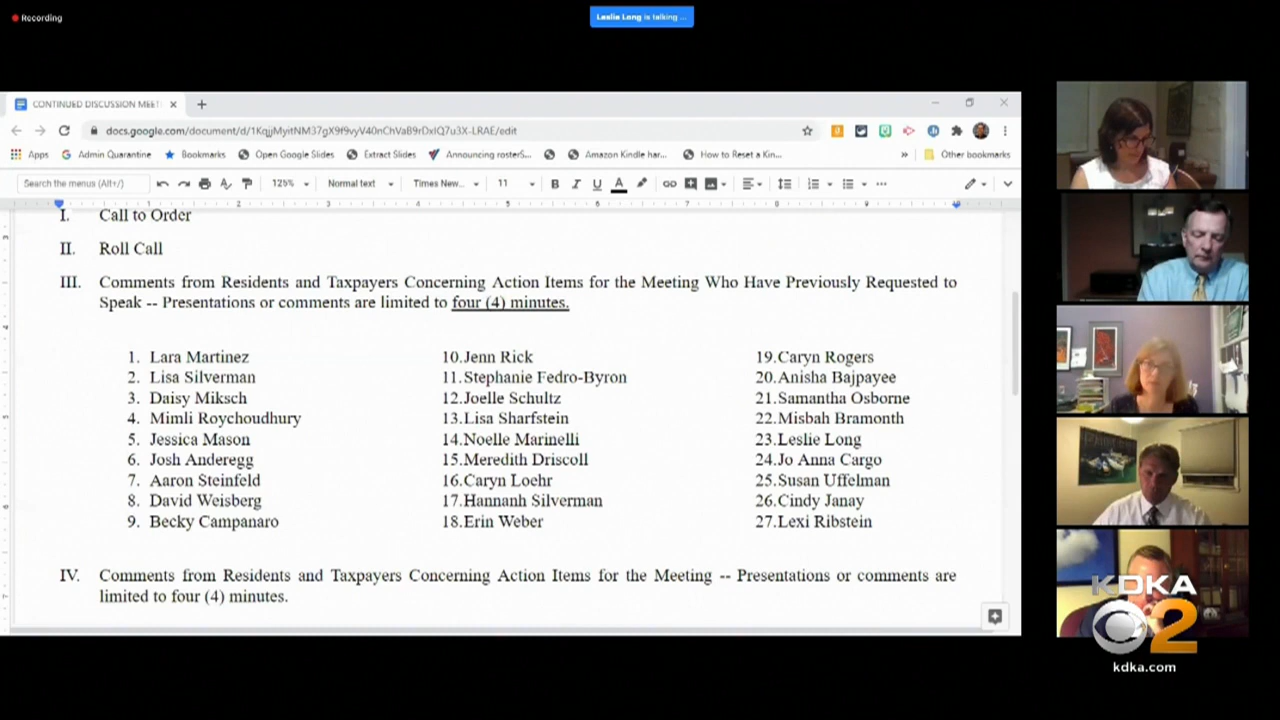 Recording
Leslie Long is talking ...
CONTINUED DISCUSSION MEET
docs.google.com/document/d/1KqjMyitNM37gX9f9vyV40nChVaB9rDxIQ7u3X-LRAE/edit
Apps Admin Quarantine Bookmarks Open Google Slides Extract Slides Announcing rosterS... Amazon Kindle har... How to Reset a Kin... » Other bookmarks
Search the menus (Alt+/) 125% Normal text Times New... 11 B I U A
I. Call to Order
II. Roll Call
III. Comments from Residents and Taxpayers Concerning Action Items for the Meeting Who Have Previously Requested to
Speak -- Presentations or comments are limited to four (4) minutes.
1. Lara Martinez
2. Lisa Silverman
3. Daisy Miksch
4. Mimli Roychoudhury
5. Jessica Mason
6. Josh Anderegg
7. Aaron Steinfeld
8. David Weisberg
9. Becky Campanaro
10. Jenn Rick
11. Stephanie Fedro-Byron
12. Joelle Schultz
13. Lisa Sharfstein
14. Noelle Marinelli
15. Meredith Driscoll
16. Caryn Loehr
17. Hannanh Silverman
18. Erin Weber
19. Caryn Rogers
20. Anisha Bajpayee
21. Samantha Osborne
22. Misbah Bramonth
23. Leslie Long
24. Jo Anna Cargo
25. Susan Uffelman
26. Cindy Janay
27. Lexi Ribstein
IV. Comments from Residents and Taxpayers Concerning Action Items for the Meeting -- Presentations or comments are
limited to four (4) minutes.
KDKA
2
kdka.com